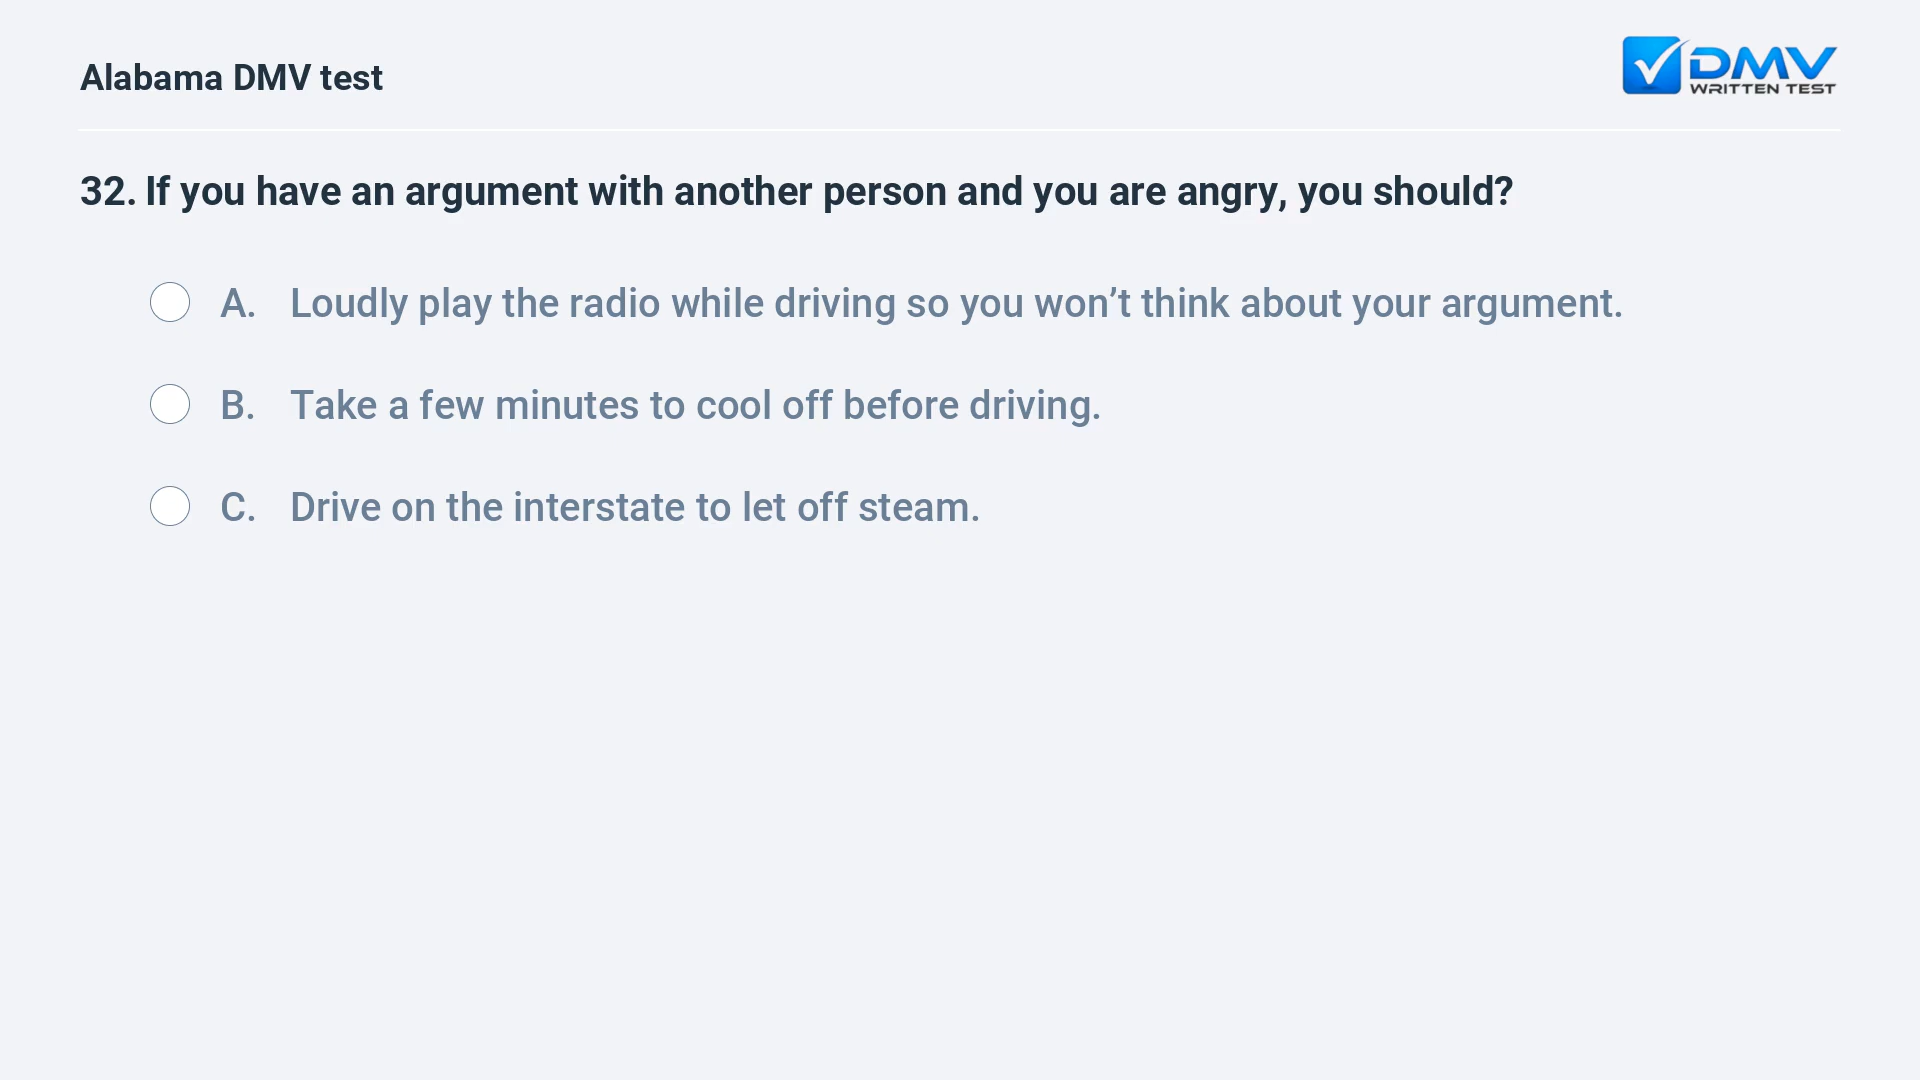 Alabama DMV test
DMV
WRITTEN TEST
32. If you have an argument with another person and you are angry, you should?
A. Loudly play the radio while driving so you won’t think about your argument.
B. Take a few minutes to cool off before driving.
C. Drive on the interstate to let off steam.